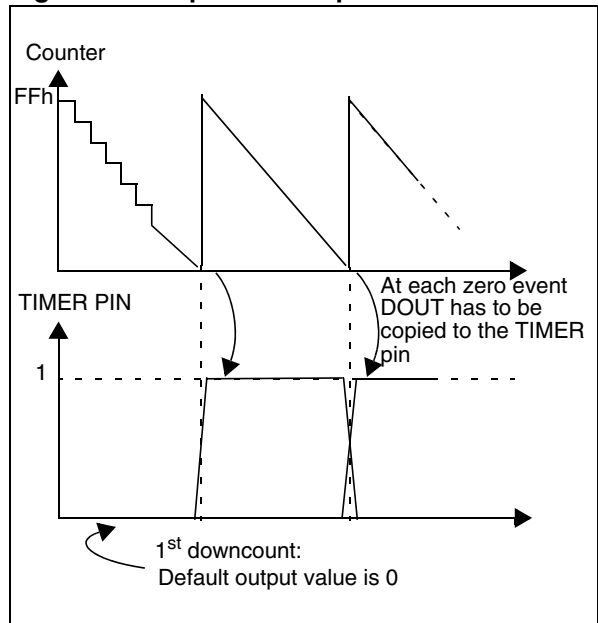 Counter
FFh
At each zero event
DOUT has to be
copied to the TIMER
pin
TIMER PIN
1
1st downcount:
Default output value is 0